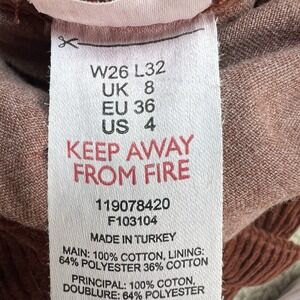 W26 L32
UK 8
EU 36
US 4
KEEP AWAY
FROM FIRE
119078420
F103104
MADE IN TURKEY
MAIN: 100% COTTON, LINING:
64% POLYESTER 36% COTTON
PRINCIPAL: 100% COTON,
DOUBLURE: 64% POLYESTER